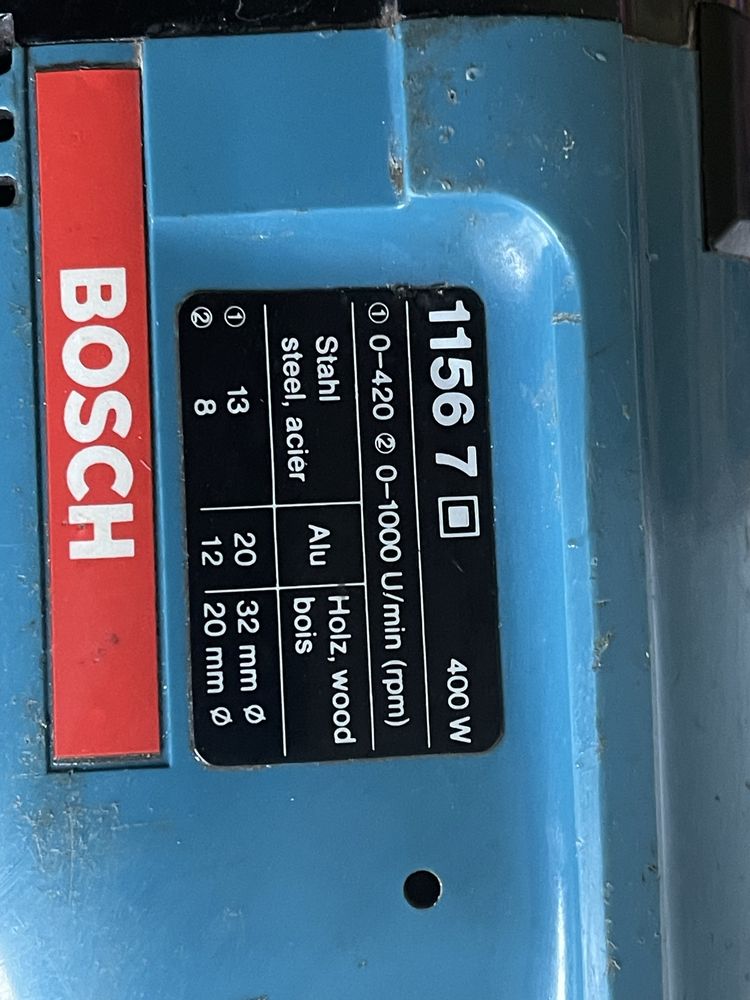 BOSCH
1156 7 400 W
① 0–420 ② 0–1000 U/min (rpm)
Stahl Alu Holz, wood
steel, acier bois
① 13 20 32 mm Ø
② 8 12 20 mm Ø